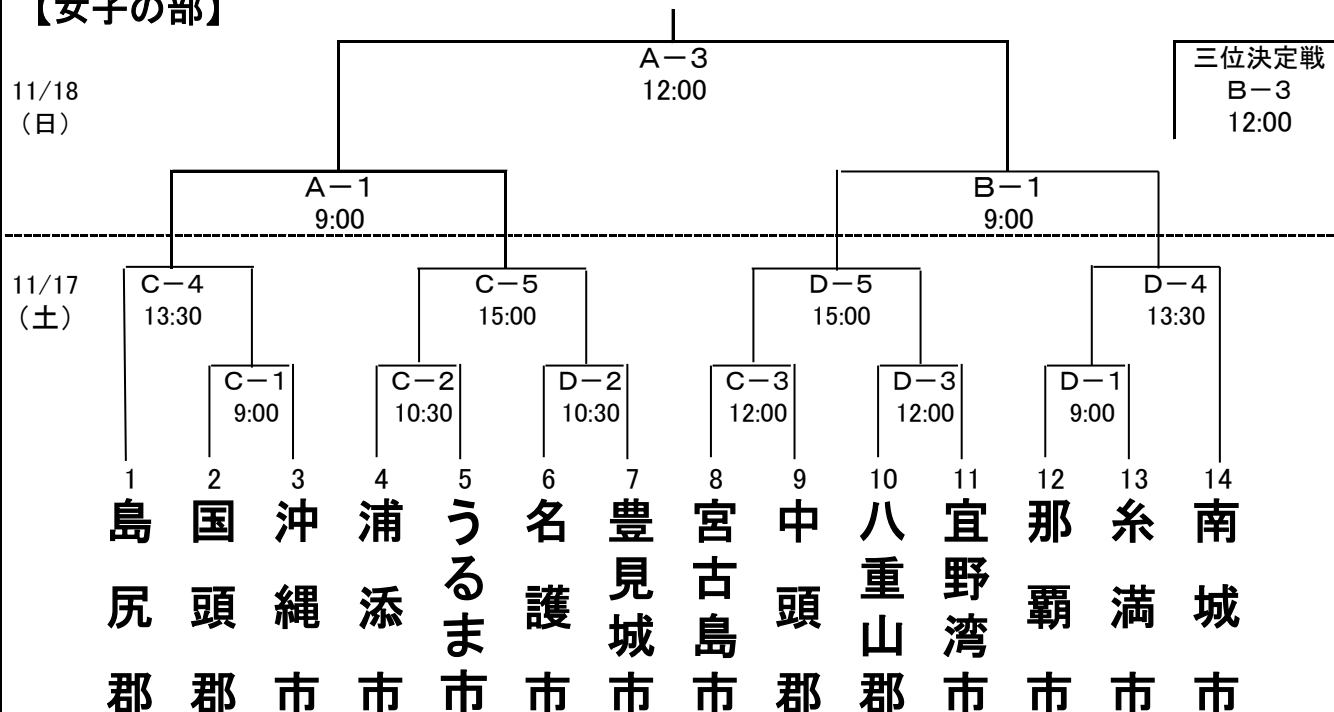 【女子の部】
A－3
12:00
三位決定戦
B－3
12:00
11/18
（日）
A－1
9:00
B－1
9:00
11/17
（土）
C－4
13:30
C－5
15:00
D－5
15:00
D－4
13:30
C－1
9:00
C－2
10:30
D－2
10:30
C－3
12:00
D－3
12:00
D－1
9:00
1
2
3
4
5
6
7
8
9
10
11
12
13
14
島尻郡
国頭郡
沖縄市
浦添市
うるま市
名護市
豊見城市
宮古島市
中頭郡
八重山郡
宜野湾市
那覇市
糸満市
南城市